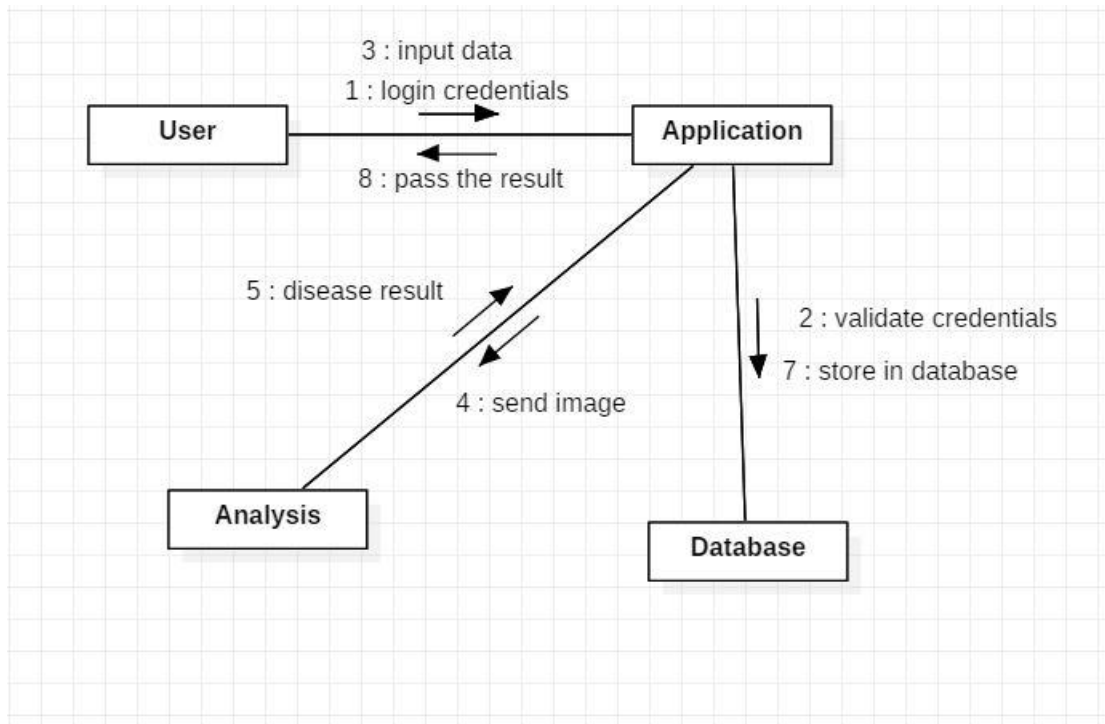 3 : input data
1 : login credentials
User
Application
8 : pass the result
5 : disease result
2 : validate credentials
7 : store in database
4 : send image
Analysis
Database